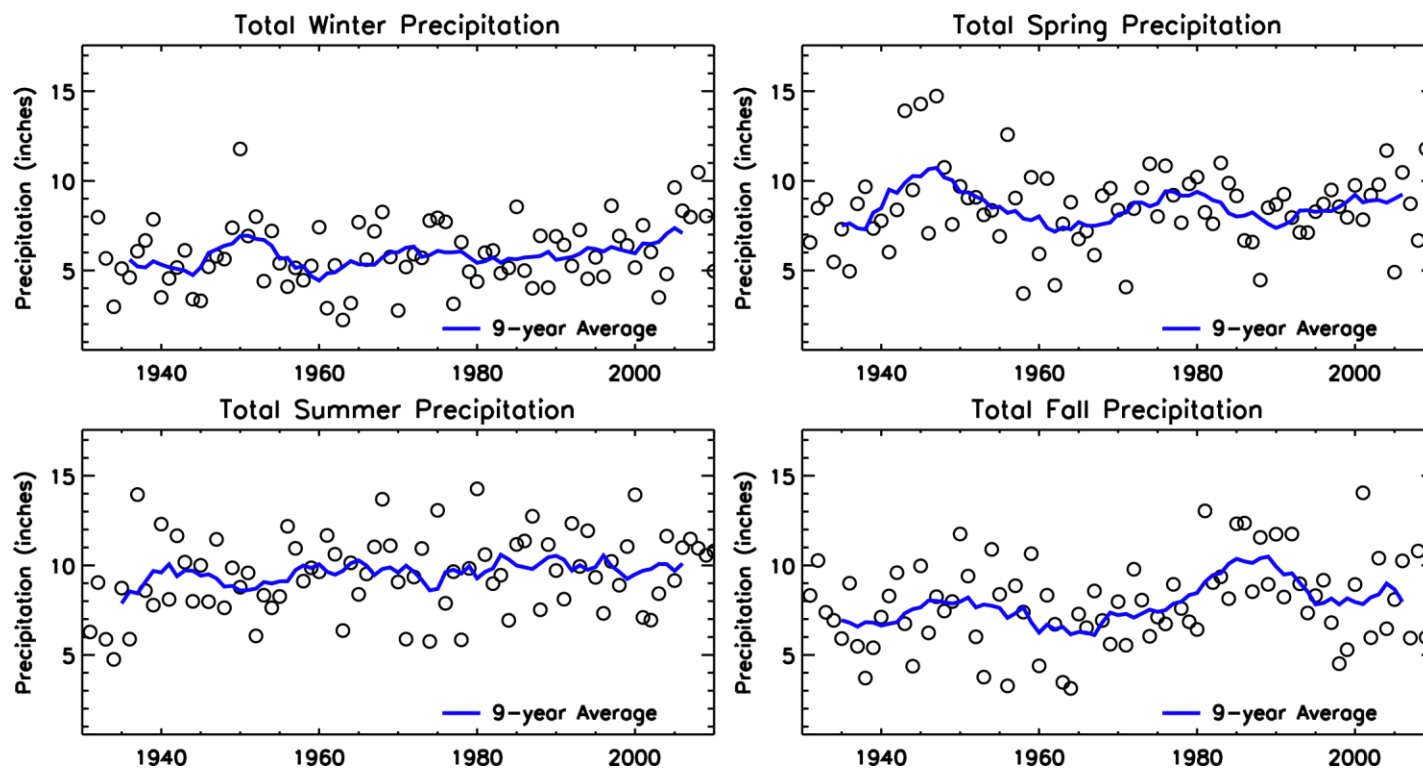 Total Winter Precipitation
Precipitation (inches)
15
10
5
9-year Average
1940 1960 1980 2000
Total Spring Precipitation
Precipitation (inches)
15
10
5
9-year Average
1940 1960 1980 2000
Total Summer Precipitation
Precipitation (inches)
15
10
5
9-year Average
1940 1960 1980 2000
Total Fall Precipitation
Precipitation (inches)
15
10
5
9-year Average
1940 1960 1980 2000